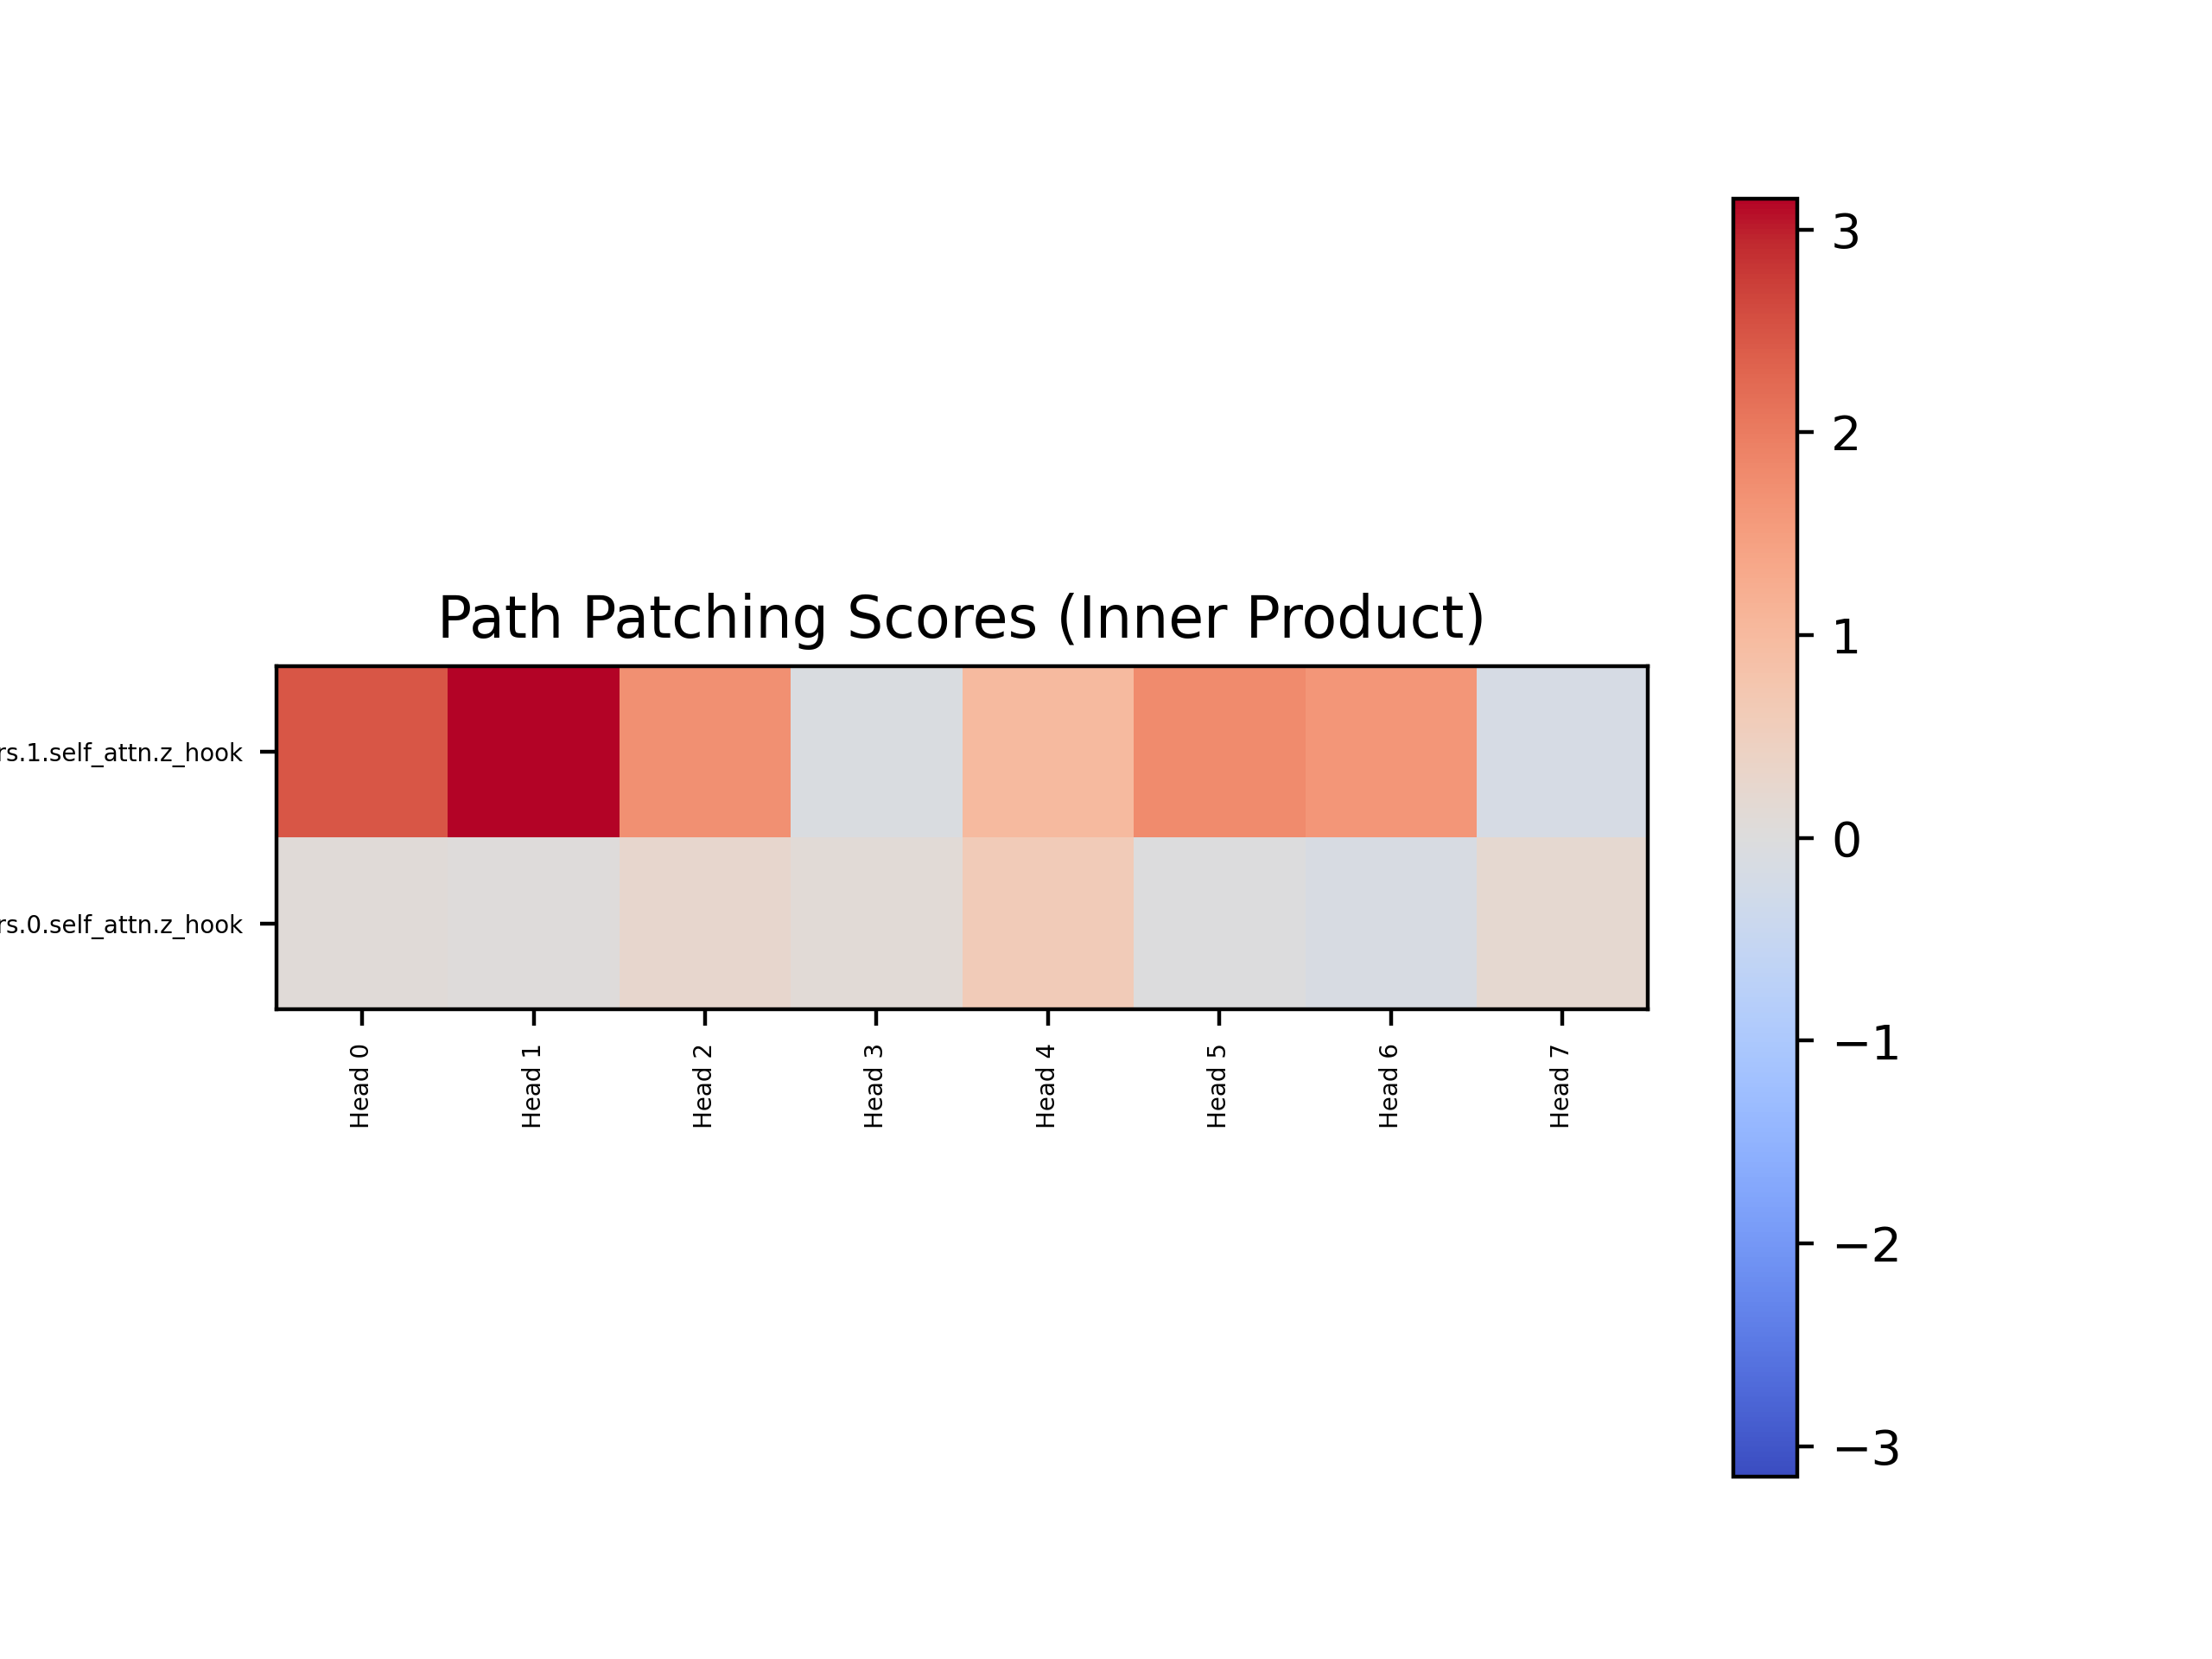 Path Patching Scores (Inner Product)
rs.1.self_attn.z_hook
rs.0.self_attn.z_hook
Head 0
Head 1
Head 2
Head 3
Head 4
Head 5
Head 6
Head 7
3
2
1
0
−1
−2
−3